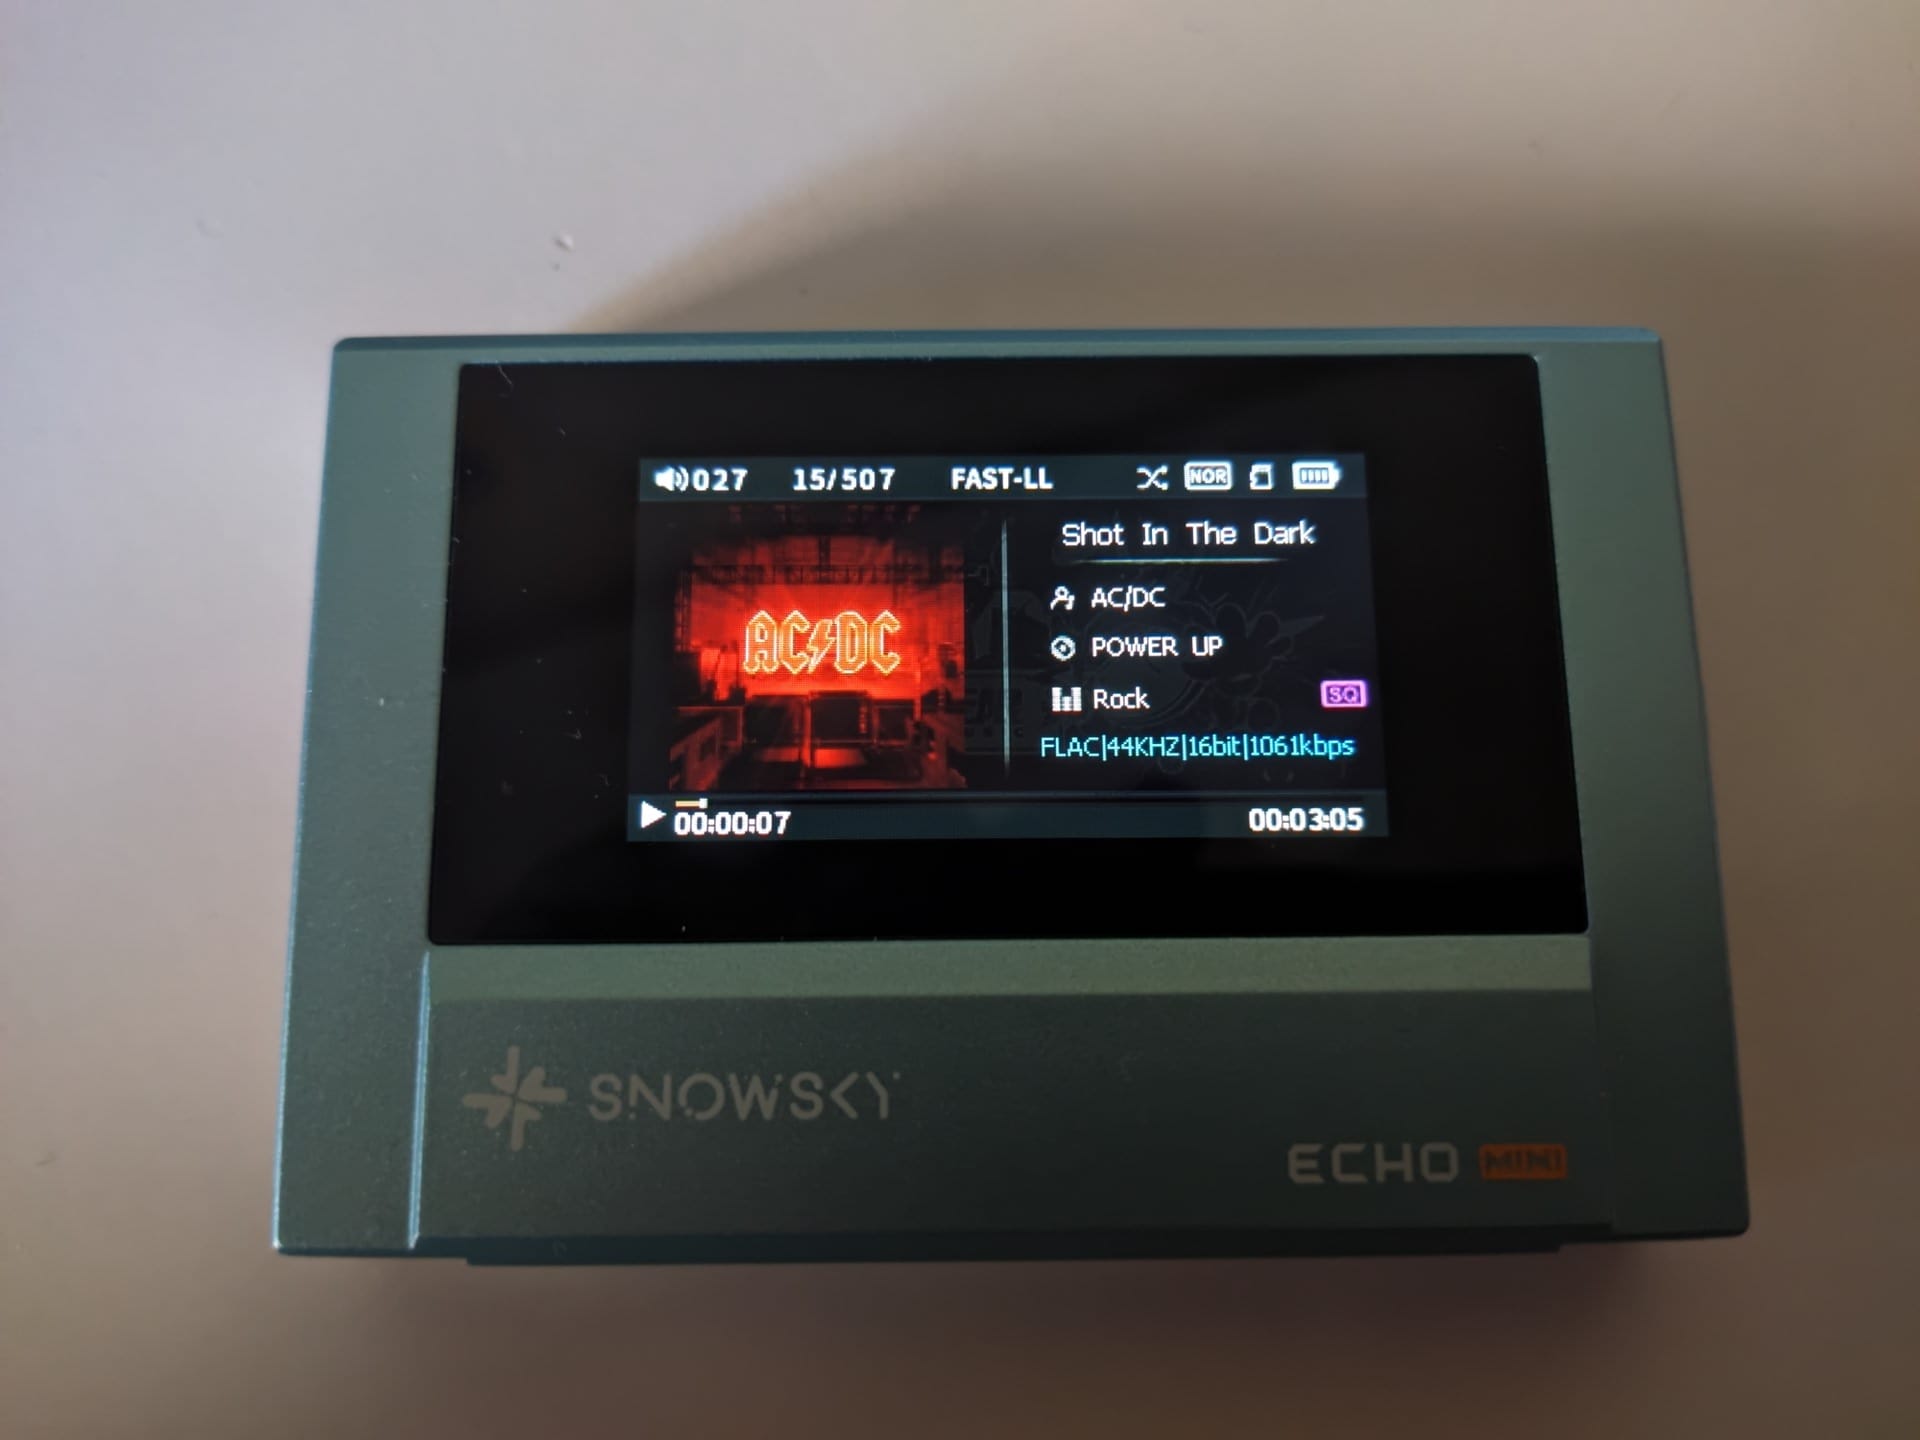 027 15/507 FAST-LL NOR
Shot In The Dark
AC/DC
AC DC
POWER UP
Rock SQ
FLAC|44KHZ|16bit|1061kbps
00:00:07 00:03:05
SNOWSKY
ECHO MINI